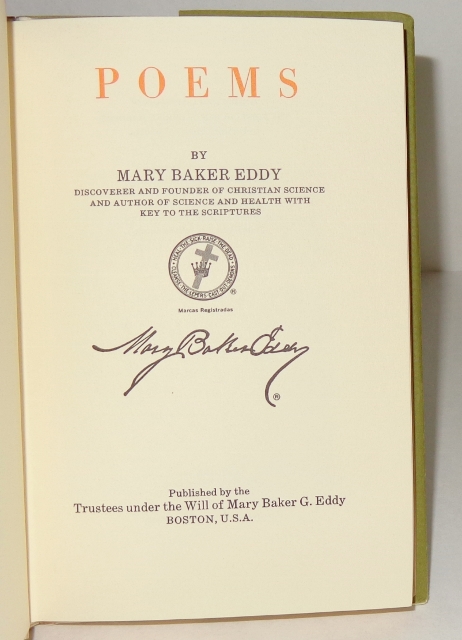 POEMS
BY
MARY BAKER EDDY
DISCOVERER AND FOUNDER OF CHRISTIAN SCIENCE
AND AUTHOR OF SCIENCE AND HEALTH WITH
KEY TO THE SCRIPTURES
HEAL THE SICK · RAISE THE DEAD · CLEANSE THE LEPERS · CAST OUT DEMONS ·
®
Marcas Registradas
Mary Baker Eddy
®
Published by the
Trustees under the Will of Mary Baker G. Eddy
BOSTON, U.S.A.